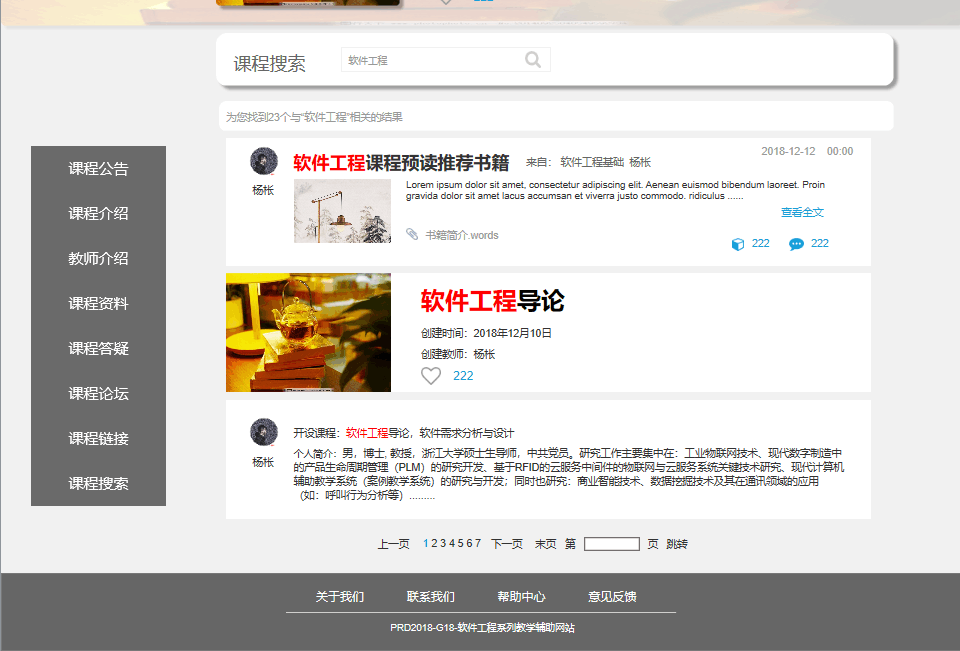 222
课程搜索
软件工程
为您找到23个与“软件工程”相关的结果
课程公告
课程介绍
教师介绍
课程资料
课程答疑
课程论坛
课程链接
课程搜索
杨枨
软件工程课程预读推荐书籍 来自： 软件工程基础 杨枨
2018-12-12 00:00
Lorem ipsum dolor sit amet, consectetur adipiscing elit. Aenean euismod bibendum laoreet. Proin
gravida dolor sit amet lacus accumsan et viverra justo commodo. ridiculus ......
查看全文
书籍简介.words
222 222
软件工程导论
创建时间：2018年12月10日
创建教师：杨枨
222
杨枨
开设课程：软件工程导论，软件需求分析与设计
个人简介：男，博士, 教授，浙江大学硕士生导师，中共党员。研究工作主要集中在：工业物联网技术、现代数字制造中
的产品生命周期管理（PLM）的研究开发、基于RFID的云服务中间件的物联网与云服务系统关键技术研究、现代计算机
辅助教学系统（案例教学系统）的研究与开发；同时也研究：商业智能技术、数据挖掘技术及其在通讯领域的应用
（如：呼叫行为分析等）.........
上一页 1 2 3 4 5 6 7 下一页 末页 第 页 跳转
关于我们 联系我们 帮助中心 意见反馈
PRD2018-G18-软件工程系列教学辅助网站